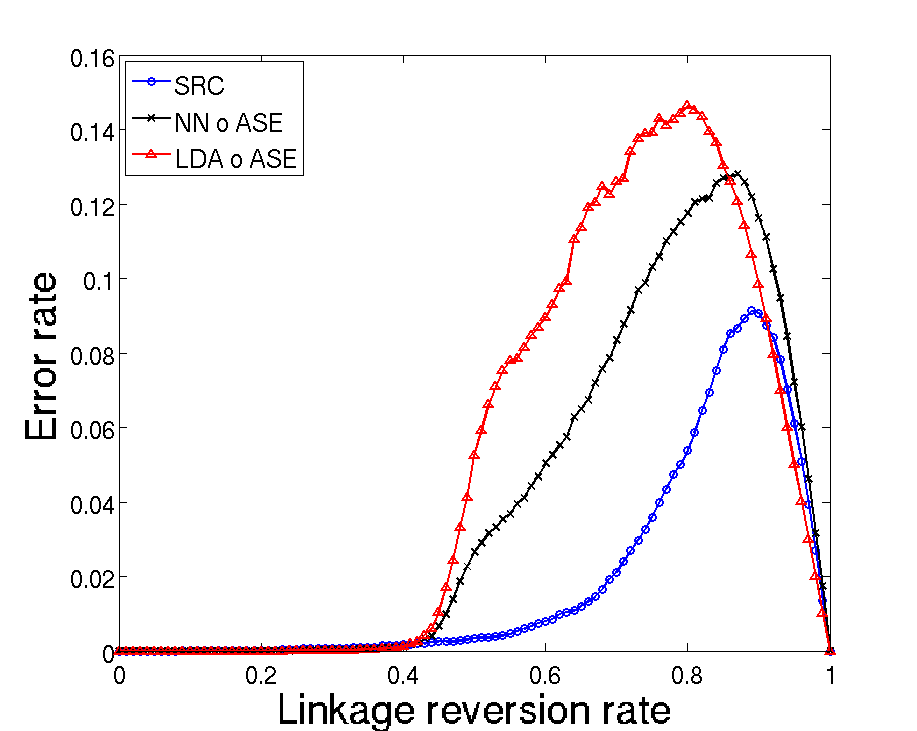 0.16
0.14
0.12
0.1
0.08
0.06
0.04
0.02
0
Error rate
SRC
NN o ASE
LDA o ASE
0 0.2 0.4 0.6 0.8 1
Linkage reversion rate